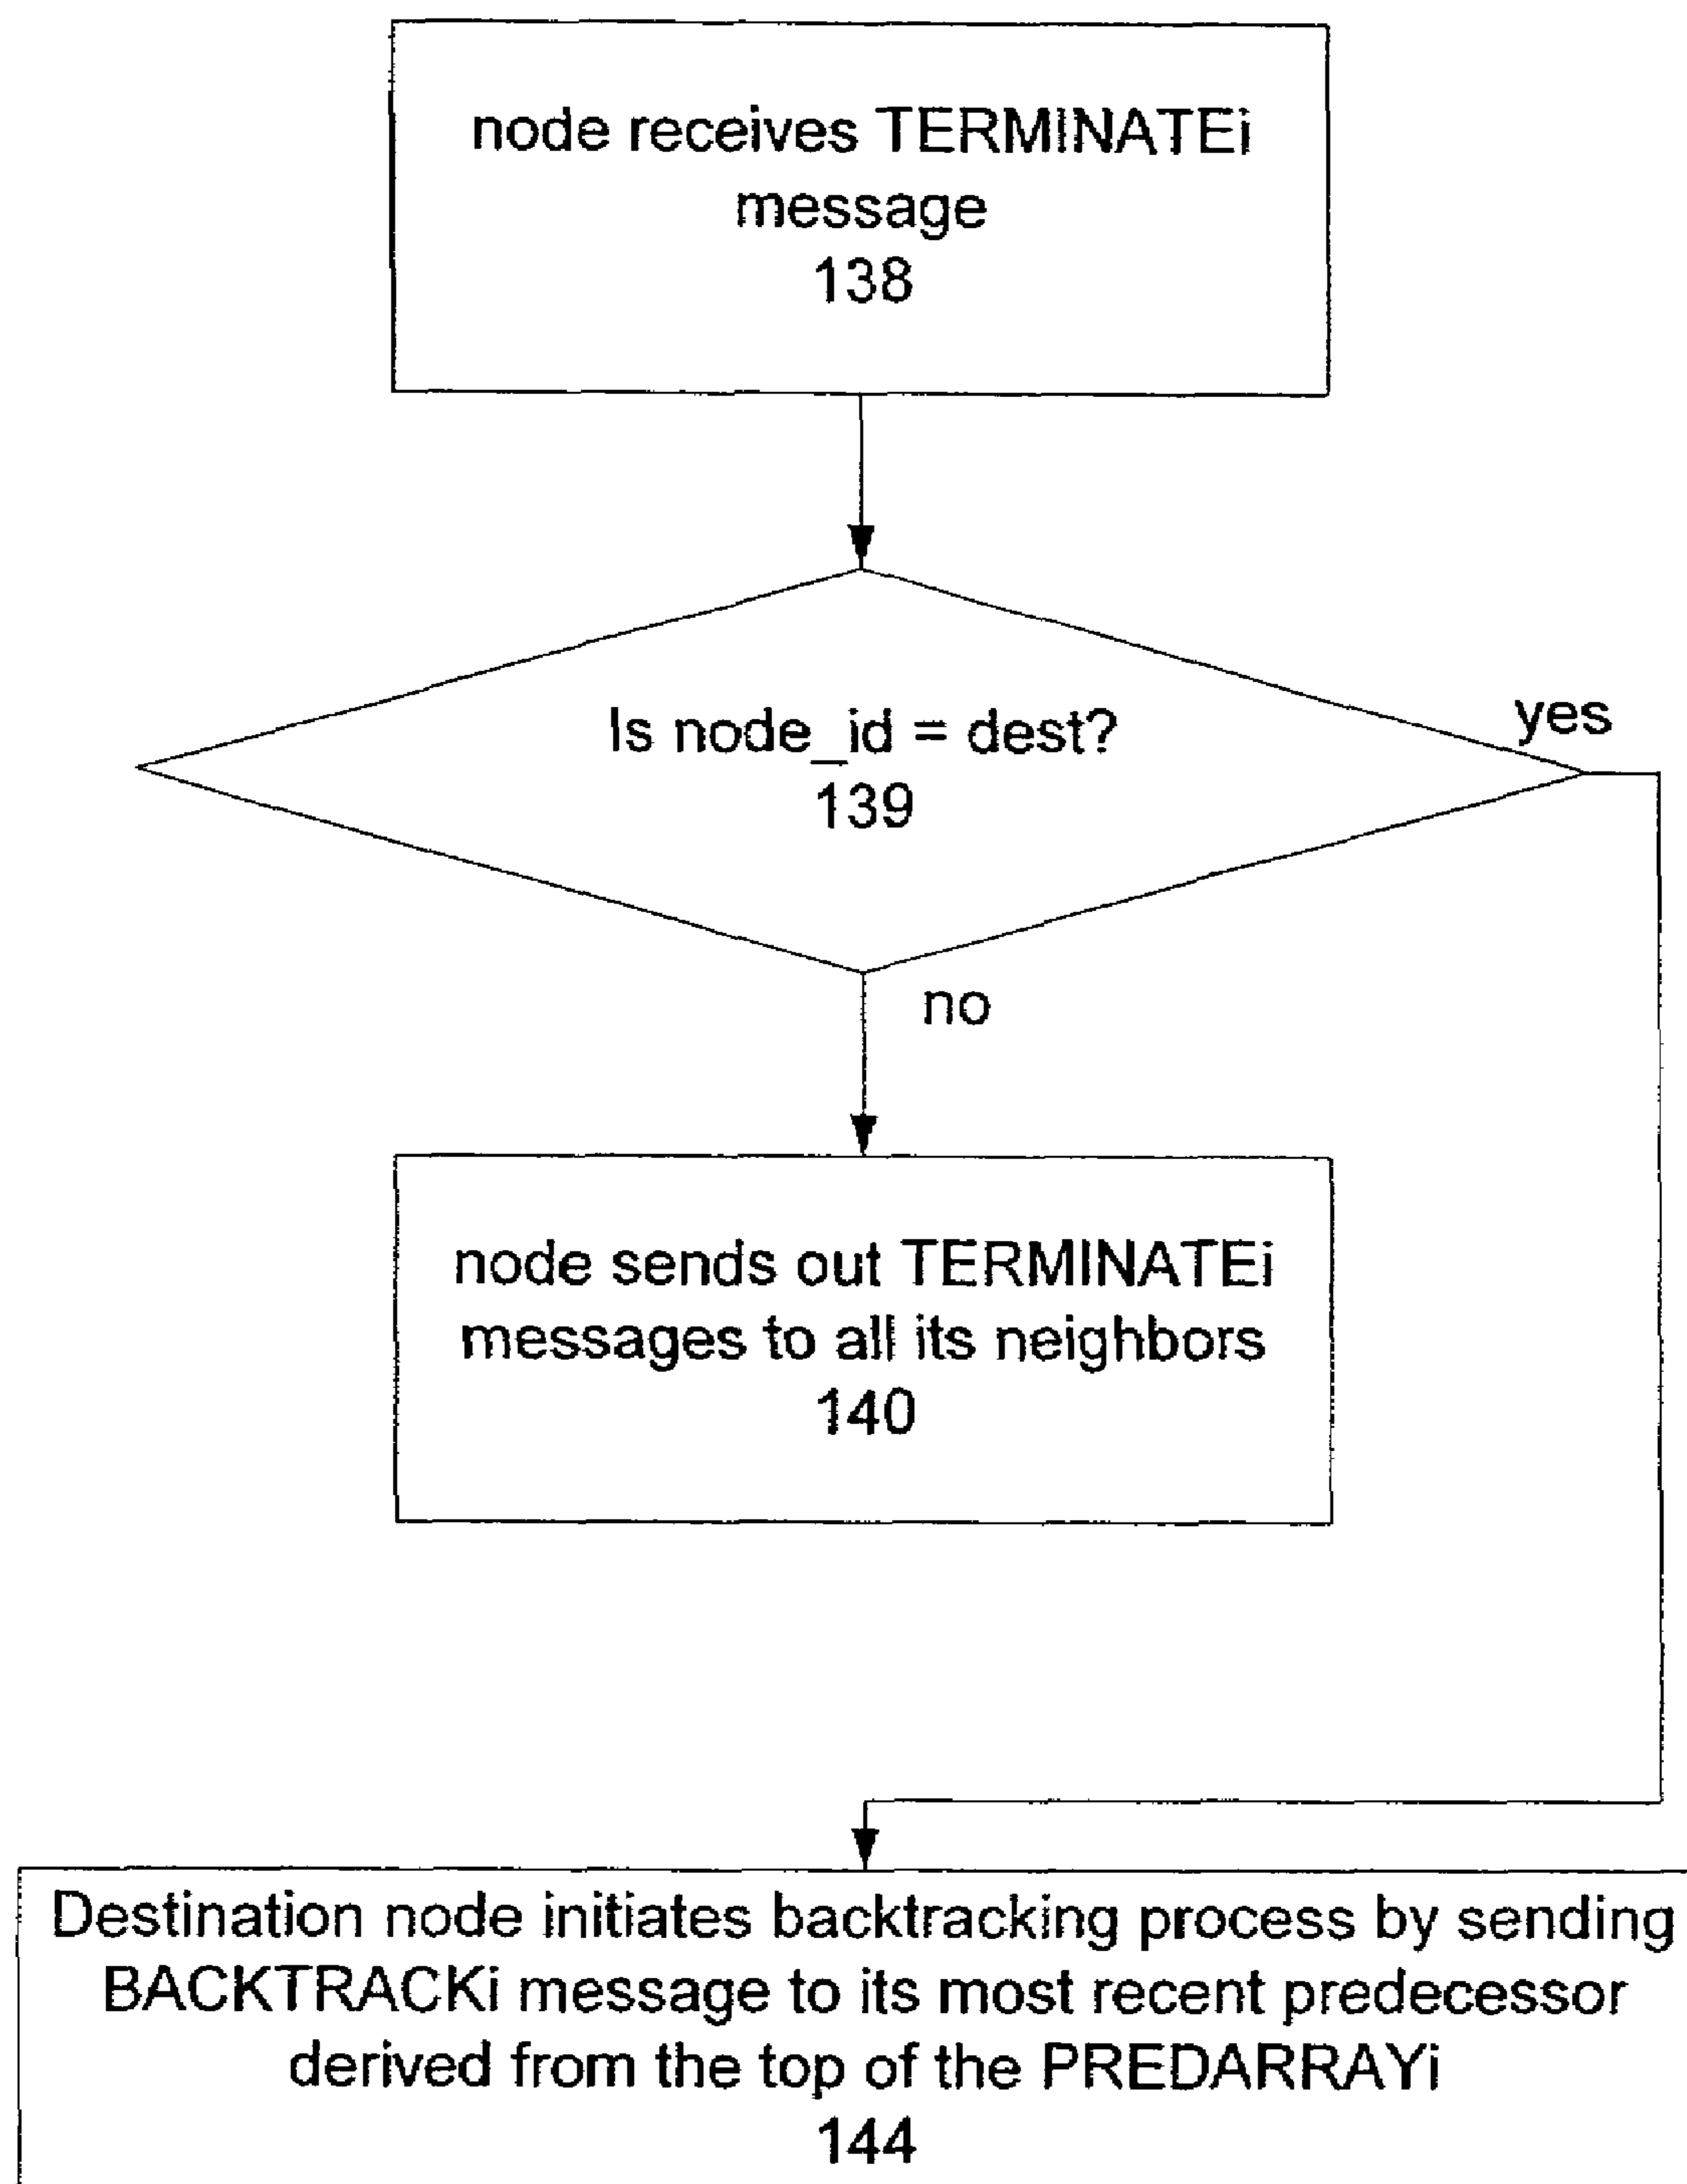 node receives TERMINATEi
message
138
Is node_id = dest?
139
yes
no
node sends out TERMINATEi
messages to all its neighbors
140
Destination node initiates backtracking process by sending
BACKTRACKi message to its most recent predecessor
derived from the top of the PREDARRAYi
144